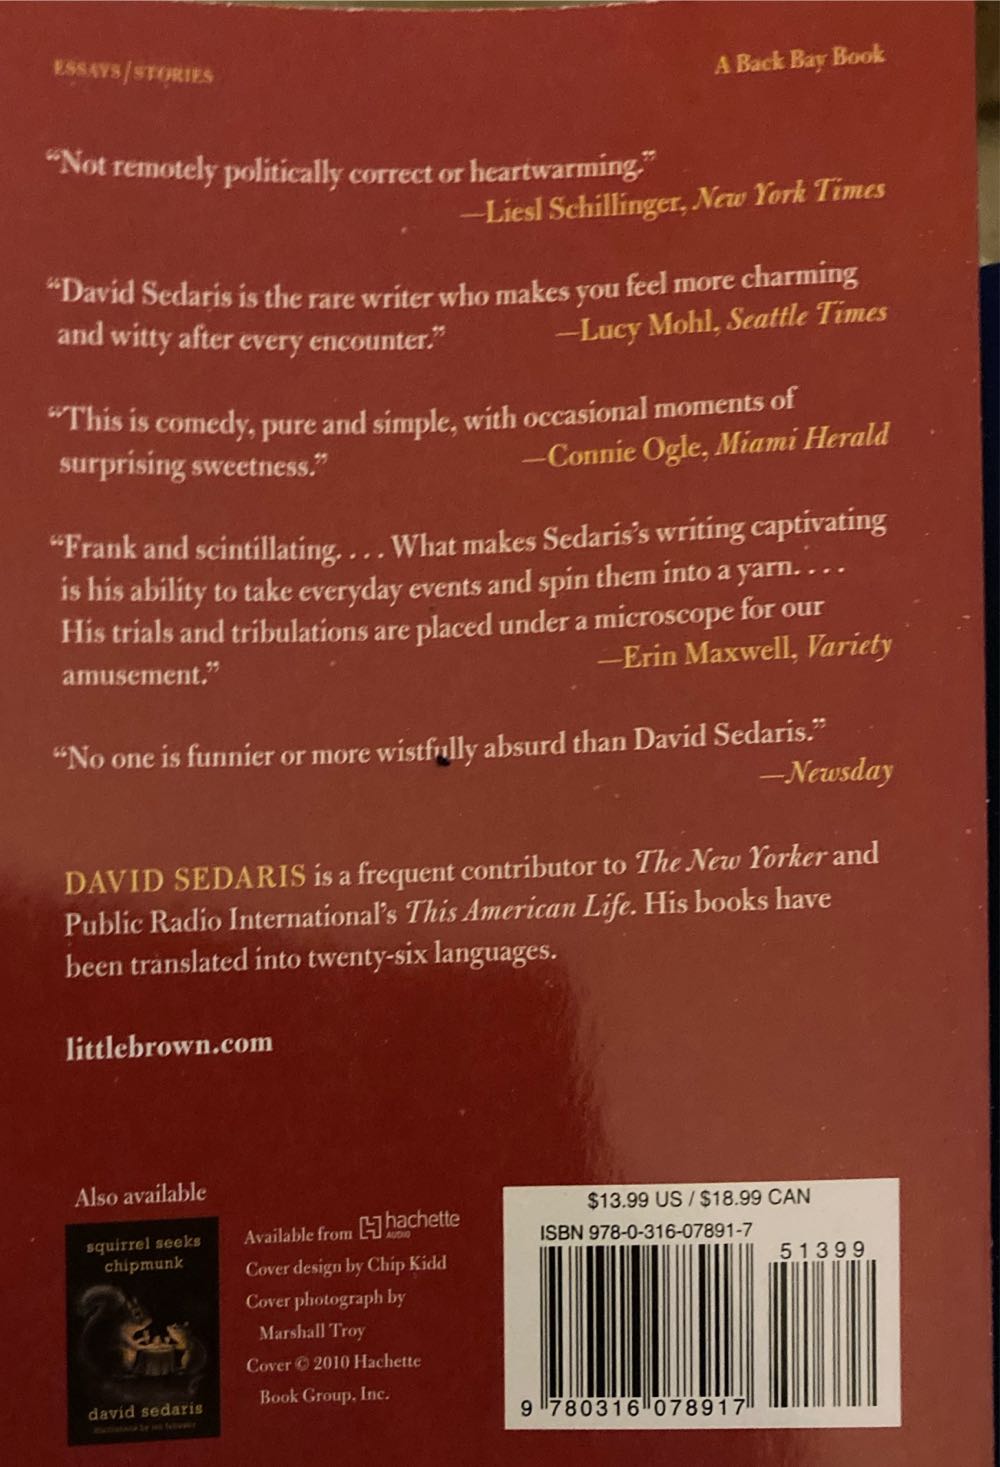 ESSAYS/STORIES
A Back Bay Book
“Not remotely politically correct or heartwarming.”
—Liesl Schillinger, New York Times
“David Sedaris is the rare writer who makes you feel more charming
and witty after every encounter.” —Lucy Mohl, Seattle Times
“This is comedy, pure and simple, with occasional moments of
surprising sweetness.” —Connie Ogle, Miami Herald
“Frank and scintillating. . . . What makes Sedaris’s writing captivating
is his ability to take everyday events and spin them into a yarn. . . .
His trials and tribulations are placed under a microscope for our
amusement.” —Erin Maxwell, Variety
“No one is funnier or more wistfully absurd than David Sedaris.”
—Newsday
DAVID SEDARIS is a frequent contributor to The New Yorker and
Public Radio International’s This American Life. His books have
been translated into twenty-six languages.
littlebrown.com
Also available
squirrel seeks
chipmunk
david sedaris
Available from hachette
AUDIO
Cover design by Chip Kidd
Cover photograph by
Marshall Troy
Cover © 2010 Hachette
Book Group, Inc.
$13.99 US / $18.99 CAN
ISBN 978-0-316-07891-7
51399
9 780316 078917